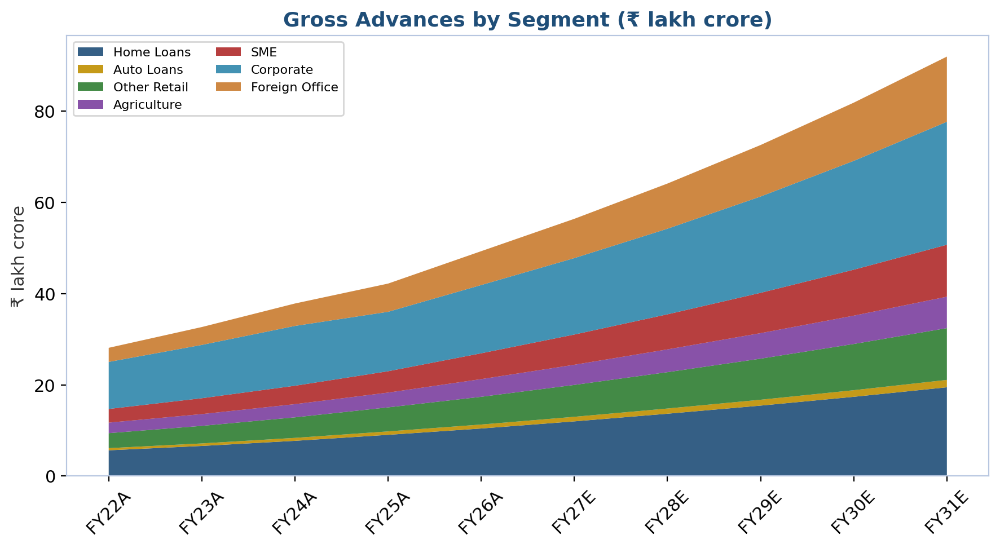 Gross Advances by Segment (₹ lakh crore)
Home Loans
Auto Loans
Other Retail
Agriculture
SME
Corporate
Foreign Office
₹ lakh crore
80
60
40
20
0
FY22A
FY23A
FY24A
FY25A
FY26A
FY27E
FY28E
FY29E
FY30E
FY31E